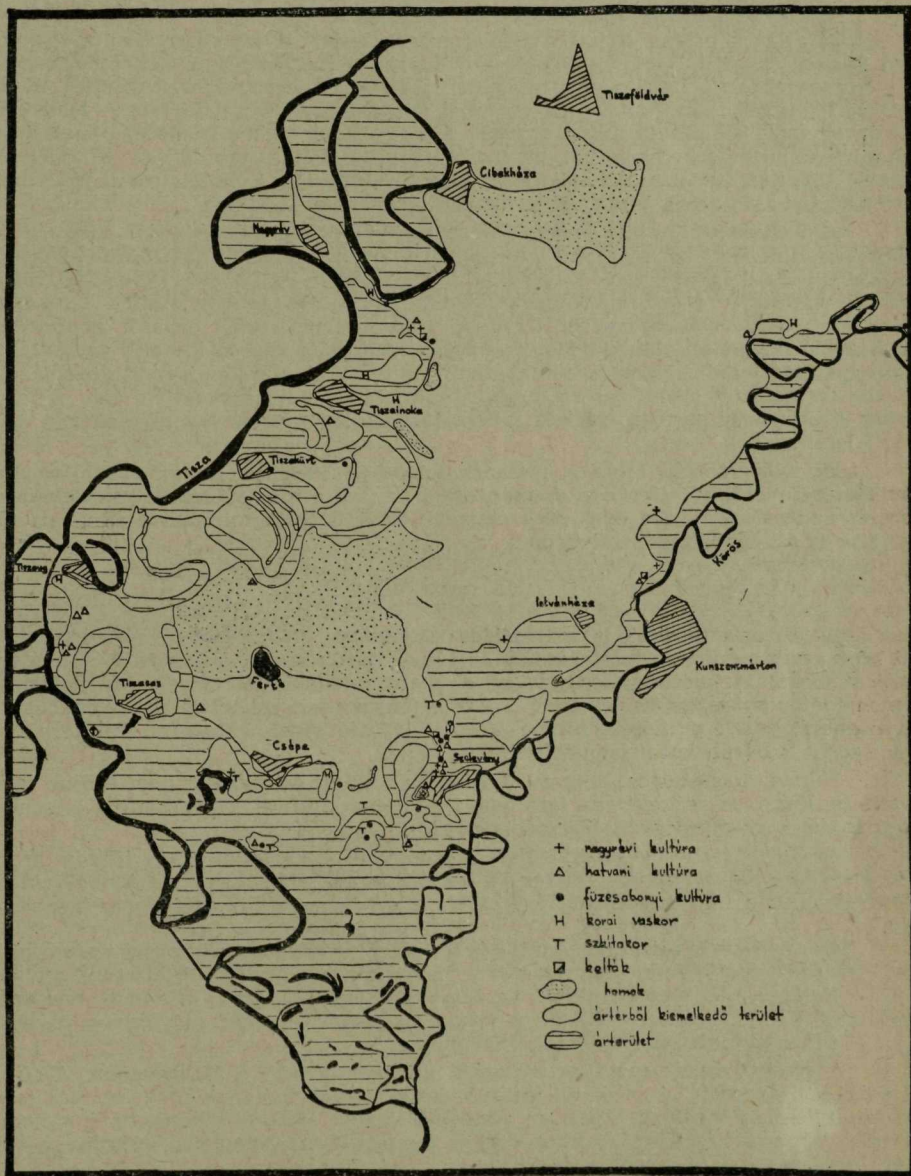 Tiszaföldvár
Cibakháza
Nagyrév
H
H
H
H
Tiszainoka
Tisza
Tiszakürt
Körös
Tiszaug
H
Istvánháza
Kunszentmárton
Fertő
Tiszasas
T
Csépa
Szelevény
T
T
T
T
nagyrévi kultúra
hatvani kultúra
füzesabonyi kultúra
H korai vaskor
T szkítakor
kelták
homok
ártérből kiemelkedő terület
árterület